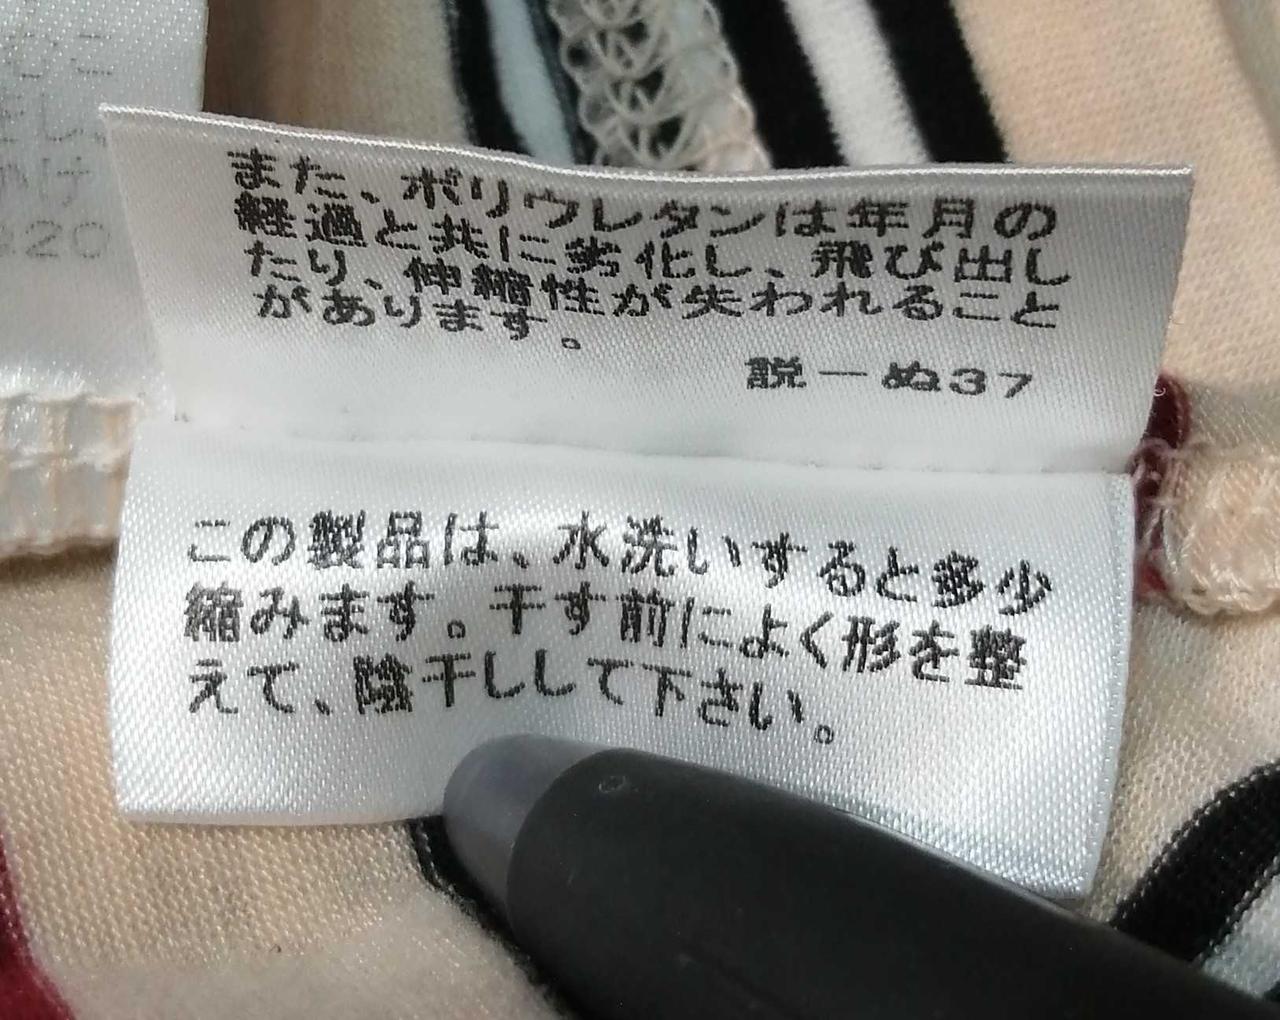 また、ポリウレタンは年月の
経過と共に劣化し、飛び出し
たり、伸縮性が失われること
があります。
説ーぬ37
この製品は、水洗いすると多少
縮みます。干す前によく形を整
えて、陰干しして下さい。
320